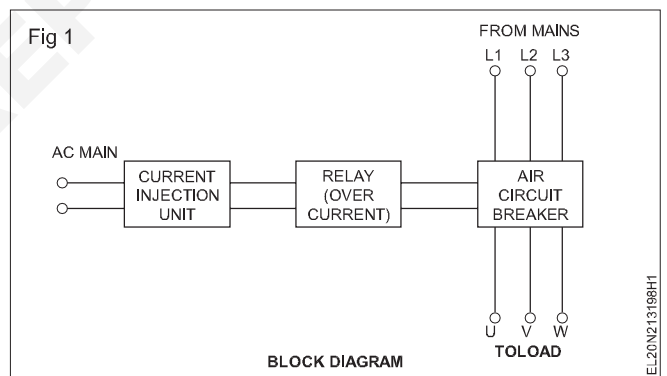 Fig 1
FROM MAINS
L1 L2 L3
AC MAIN
CURRENT
INJECTION
UNIT
RELAY
(OVER
CURRENT)
AIR
CIRCUIT
BREAKER
U V W
TOLOAD
BLOCK DIAGRAM
EL20N213198H1